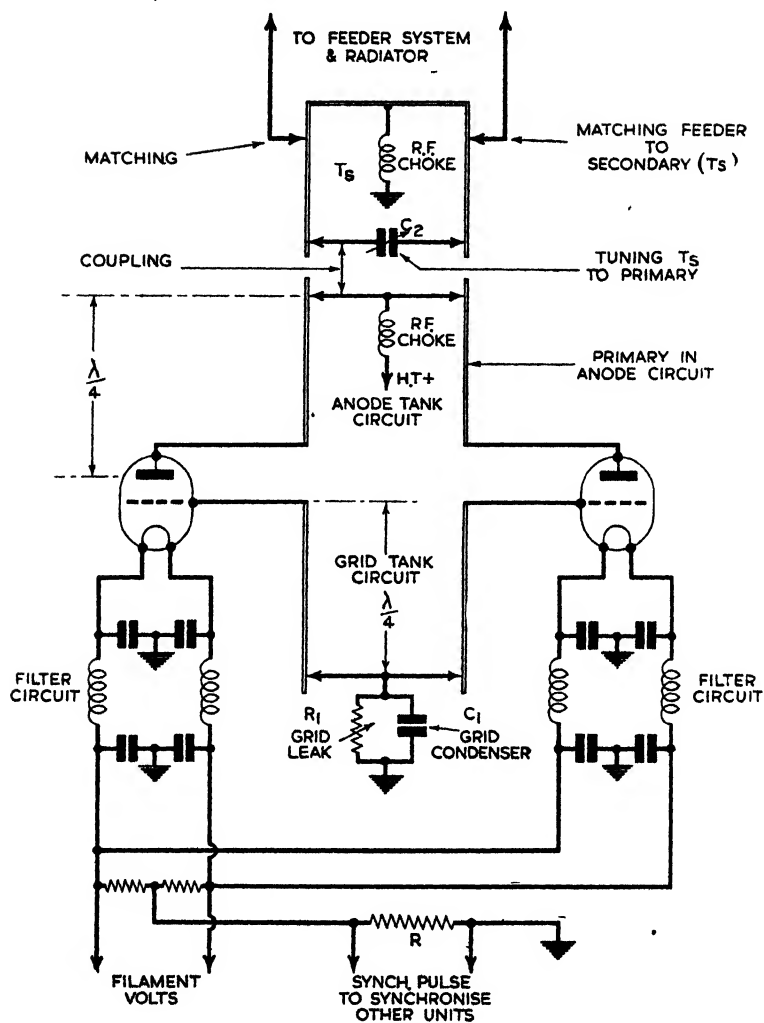 TO FEEDER SYSTEM
& RADIATOR
MATCHING
R.F.
CHOKE
TS
MATCHING FEEDER
TO
SECONDARY (TS)
C2
COUPLING
TUNING TS
TO PRIMARY
R.F.
CHOKE
λ
4
H.T+
ANODE TANK
CIRCUIT
PRIMARY IN
ANODE CIRCUIT
GRID TANK
CIRCUIT
λ
4
FILTER
CIRCUIT
R1
GRID
LEAK
C1
GRID
CONDENSER
FILTER
CIRCUIT
R
FILAMENT
VOLTS
SYNCH. PULSE
TO SYNCHRONISE
OTHER UNITS